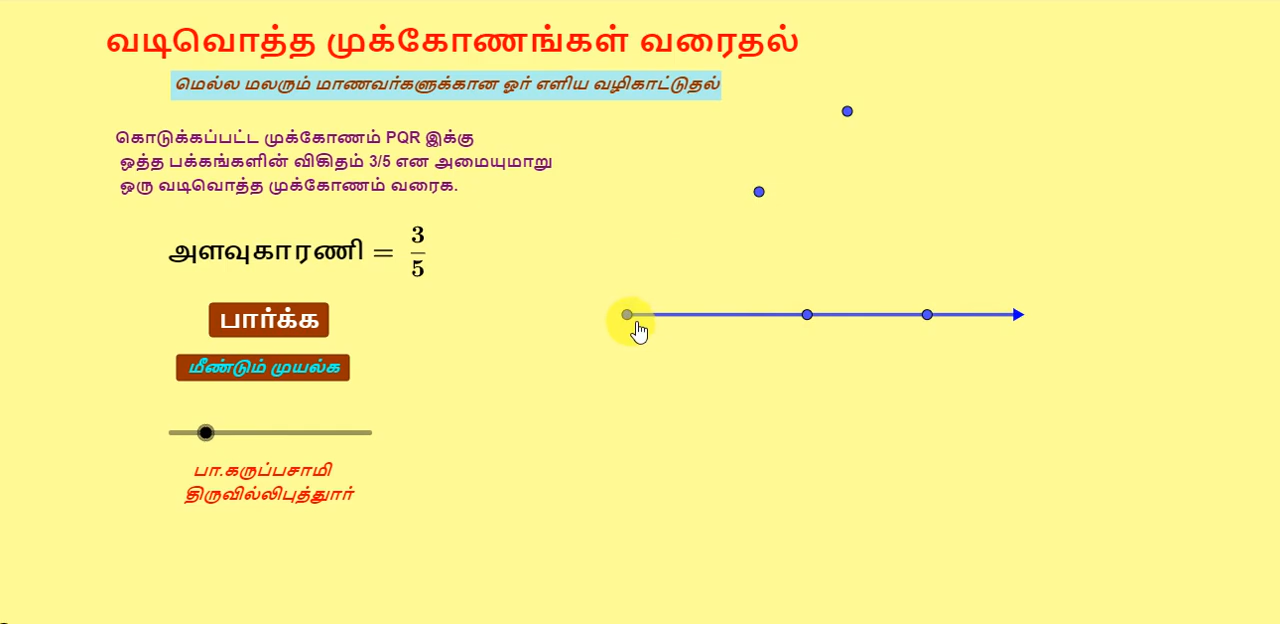 வடிவொத்த முக்கோணங்கள் வரைதல்
மெல்ல மலரும் மாணவர்களுக்கான ஓர் எளிய வழிகாட்டுதல்
கொடுக்கப்பட்ட முக்கோணம் PQR இக்கு
ஒத்த பக்கங்களின் விகிதம் 3/5 என அமையுமாறு
ஒரு வடிவொத்த முக்கோணம் வரைக.
அளவுகாரணி = 3/5
பார்க்க
மீண்டும் முயல்க
பா.கருப்பசாமி
திருவில்லிபுத்தூர்